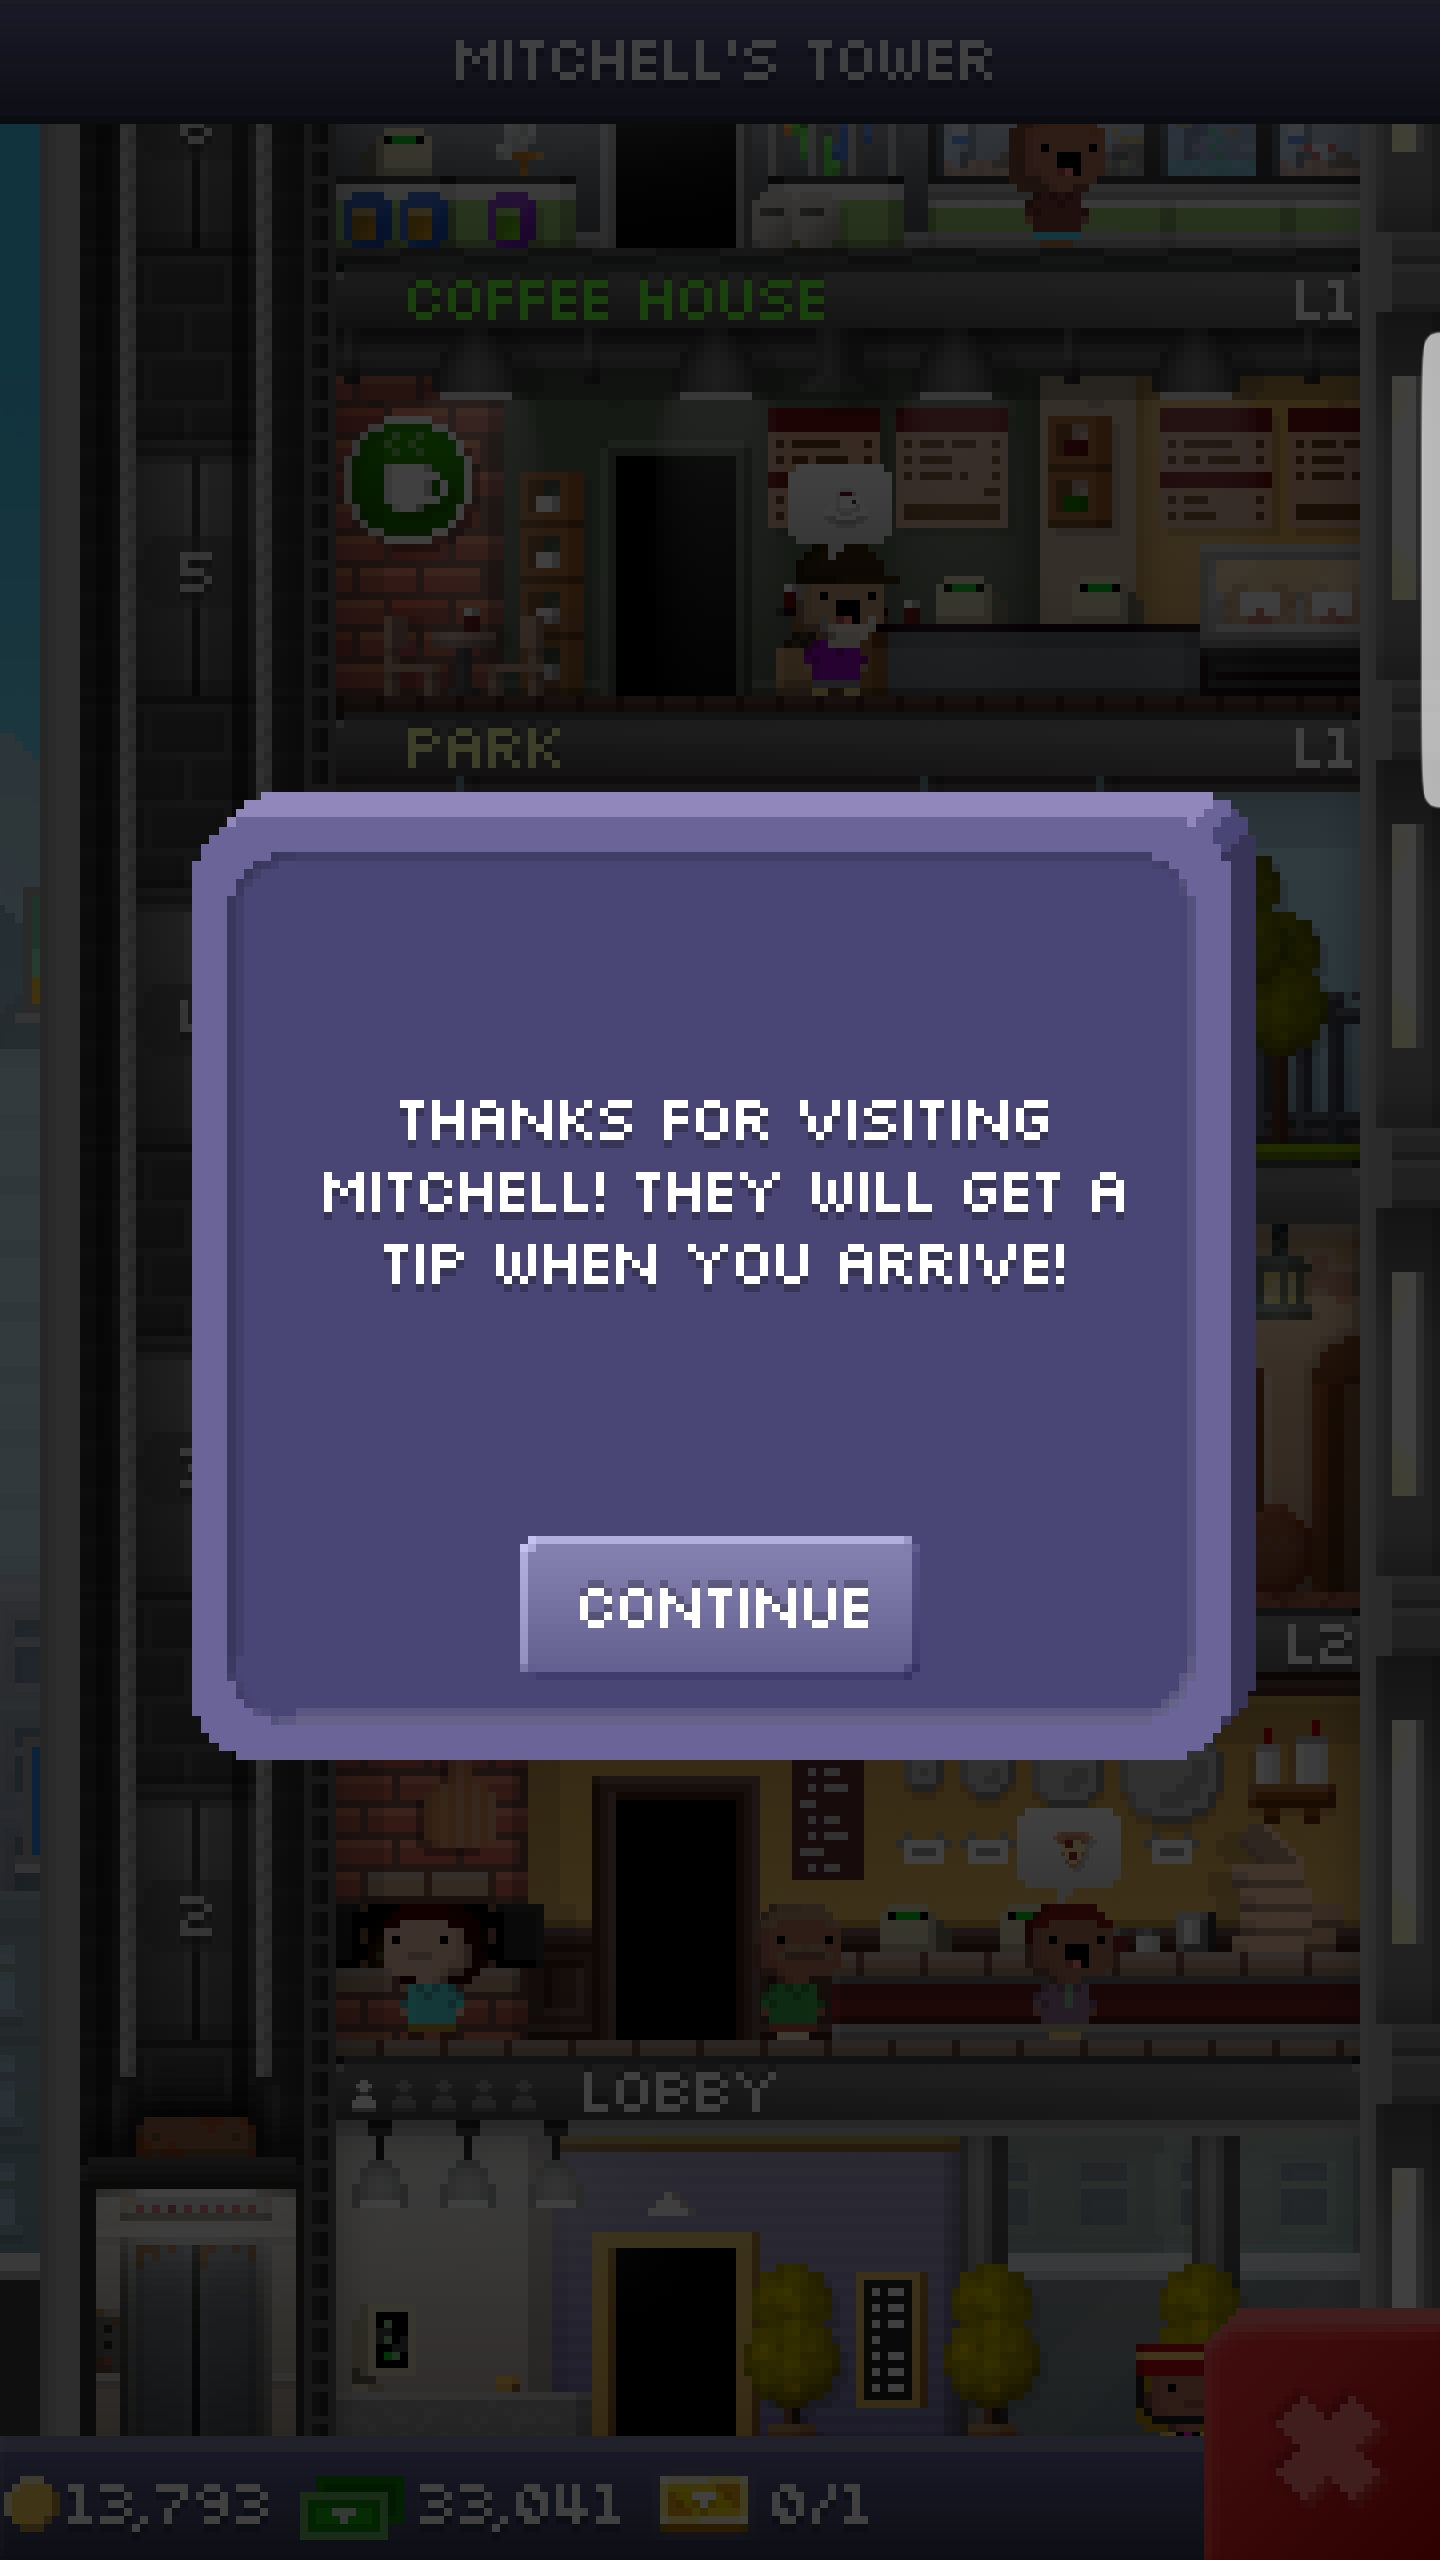 MITCHELL'S TOWER
COFFEE HOUSE L1
5
PARK L1
THANKS FOR VISITING
MITCHELL! THEY WILL GET A
TIP WHEN YOU ARRIVE!
CONTINUE
L2
2
LOBBY
13,793 33,041 0/1